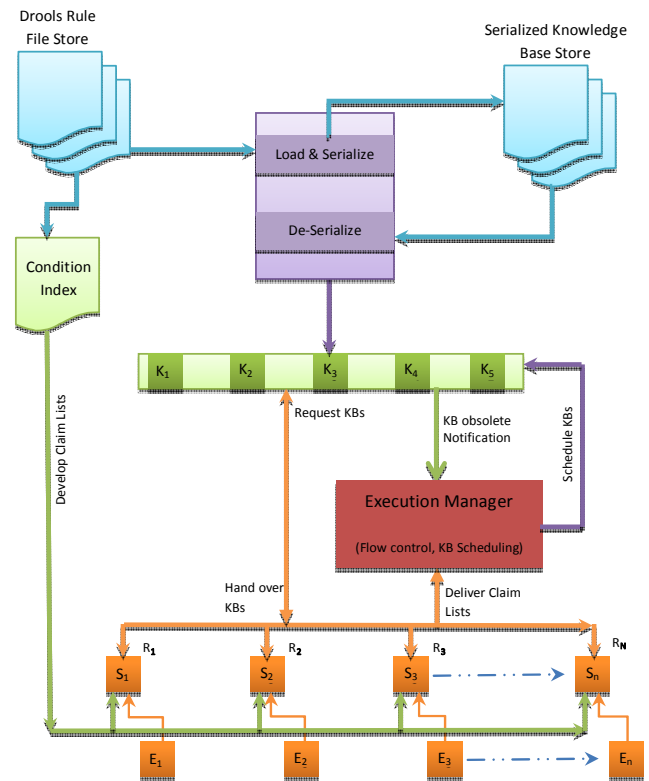 Drools Rule
File Store
Serialized Knowledge
Base Store
Load & Serialize
De-Serialize
Condition
Index
K1 K2 K3 K4 K5
Request KBs
KB obsolete
Notification
Schedule KBs
Develop Claim Lists
Execution Manager
(Flow control, KB Scheduling)
Hand over
KBs
Deliver Claim
Lists
R1 R2 R3 RN
S1 S2 S3 Sn
E1 E2 E3 En